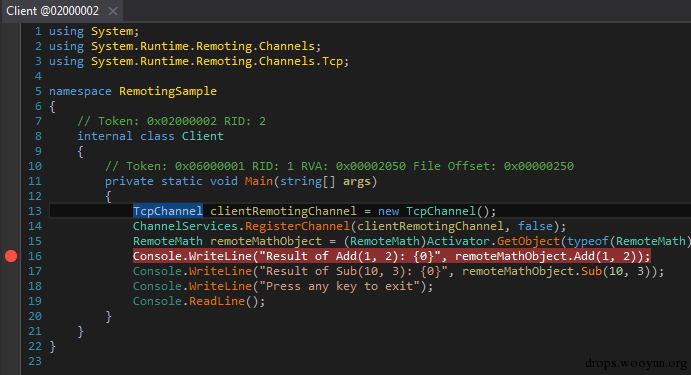 Client @02000002
1 using System;
2 using System.Runtime.Remoting.Channels;
3 using System.Runtime.Remoting.Channels.Tcp;
4
5 namespace RemotingSample
6 {
7 // Token: 0x02000002 RID: 2
8 internal class Client
9 {
10 // Token: 0x06000001 RID: 1 RVA: 0x00002050 File Offset: 0x00000250
11 private static void Main(string[] args)
12 {
13 TcpChannel clientRemotingChannel = new TcpChannel();
14 ChannelServices.RegisterChannel(clientRemotingChannel, false);
15 RemoteMath remoteMathObject = (RemoteMath)Activator.GetObject(typeof(RemoteMath)
16 Console.WriteLine("Result of Add(1, 2): {0}", remoteMathObject.Add(1, 2));
17 Console.WriteLine("Result of Sub(10, 3): {0}", remoteMathObject.Sub(10, 3));
18 Console.WriteLine("Press any key to exit");
19 Console.ReadLine();
20 }
21 }
22 }
23
drops.wooyun.org